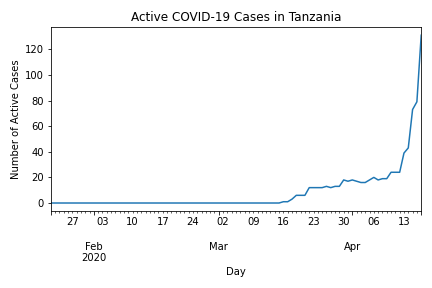 Active COVID-19 Cases in Tanzania
Number of Active Cases
120
100
80
60
40
20
0
27 03 10 17 24 02 09 16 23 30 06 13
Feb Mar Apr
2020
Day